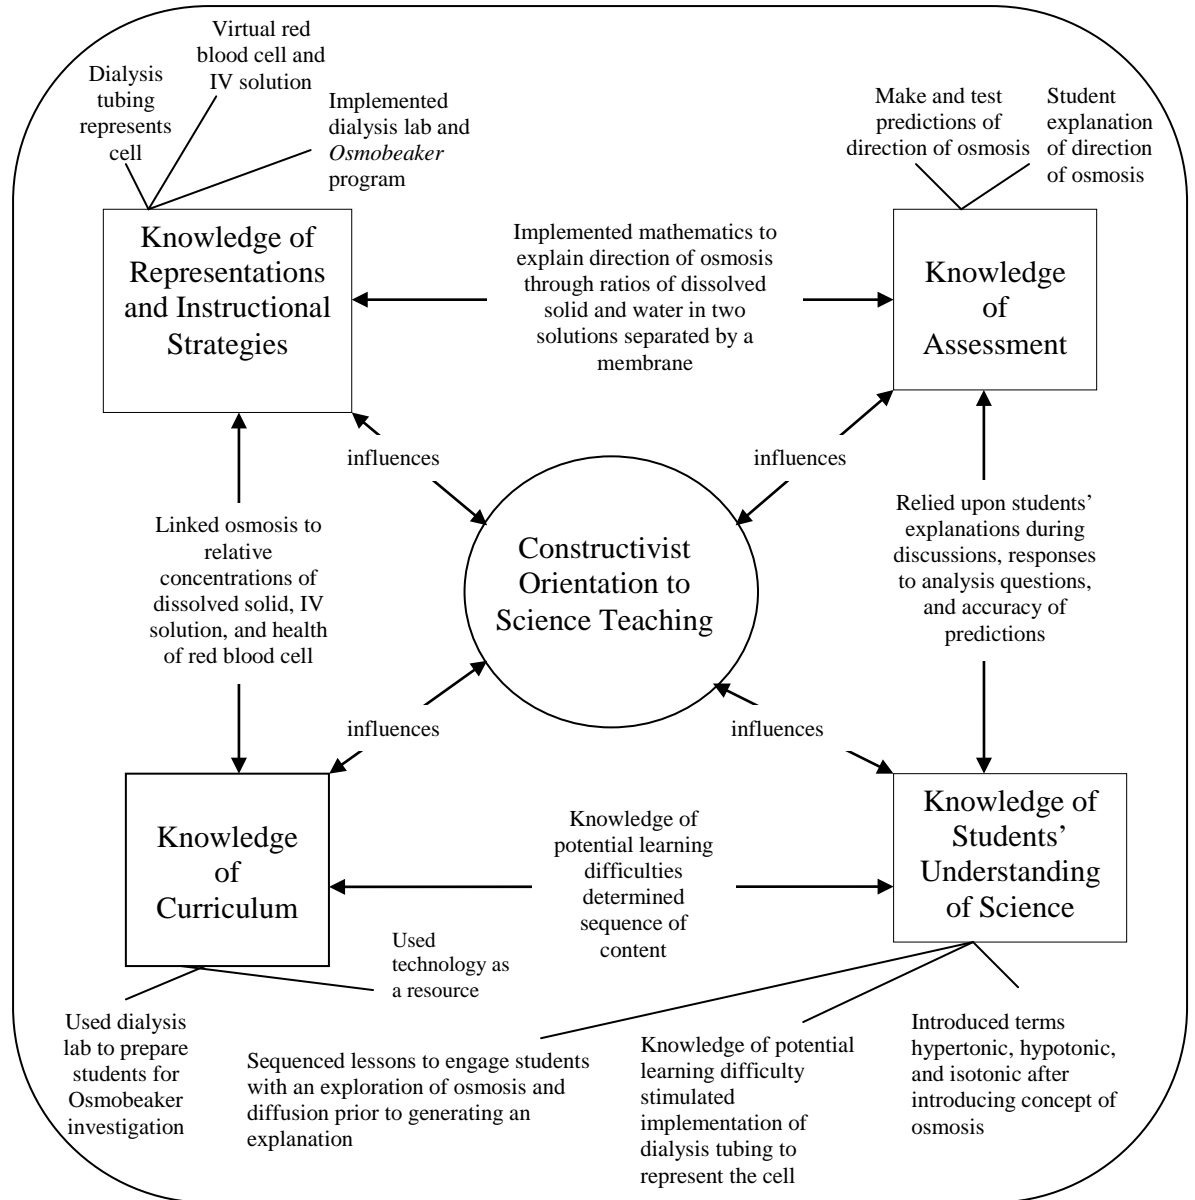 Virtual red
blood cell and
IV solution
Dialysis
tubing
represents
cell
Implemented
dialysis lab and
Osmobeaker
program
Make and test
predictions of
direction of osmosis
Student
explanation
of direction
of osmosis
Knowledge of
Representations
and Instructional
Strategies
Implemented mathematics to
explain direction of osmosis
through ratios of dissolved
solid and water in two
solutions separated by a
membrane
Knowledge
of
Assessment
influences
influences
Linked osmosis to
relative
concentrations of
dissolved solid, IV
solution, and health
of red blood cell
Constructivist
Orientation to
Science Teaching
Relied upon students’
explanations during
discussions, responses
to analysis questions,
and accuracy of
predictions
influences
influences
Knowledge
of
Curriculum
Knowledge of
potential learning
difficulties
determined
sequence of
content
Knowledge of
Students’
Understanding
of Science
Used
technology as
a resource
Used dialysis
lab to prepare
students for
Osmobeaker
investigation
Sequenced lessons to engage students
with an exploration of osmosis and
diffusion prior to generating an
explanation
Knowledge of potential
learning difficulty
stimulated
implementation of
dialysis tubing to
represent the cell
Introduced terms
hypertonic, hypotonic,
and isotonic after
introducing concept of
osmosis